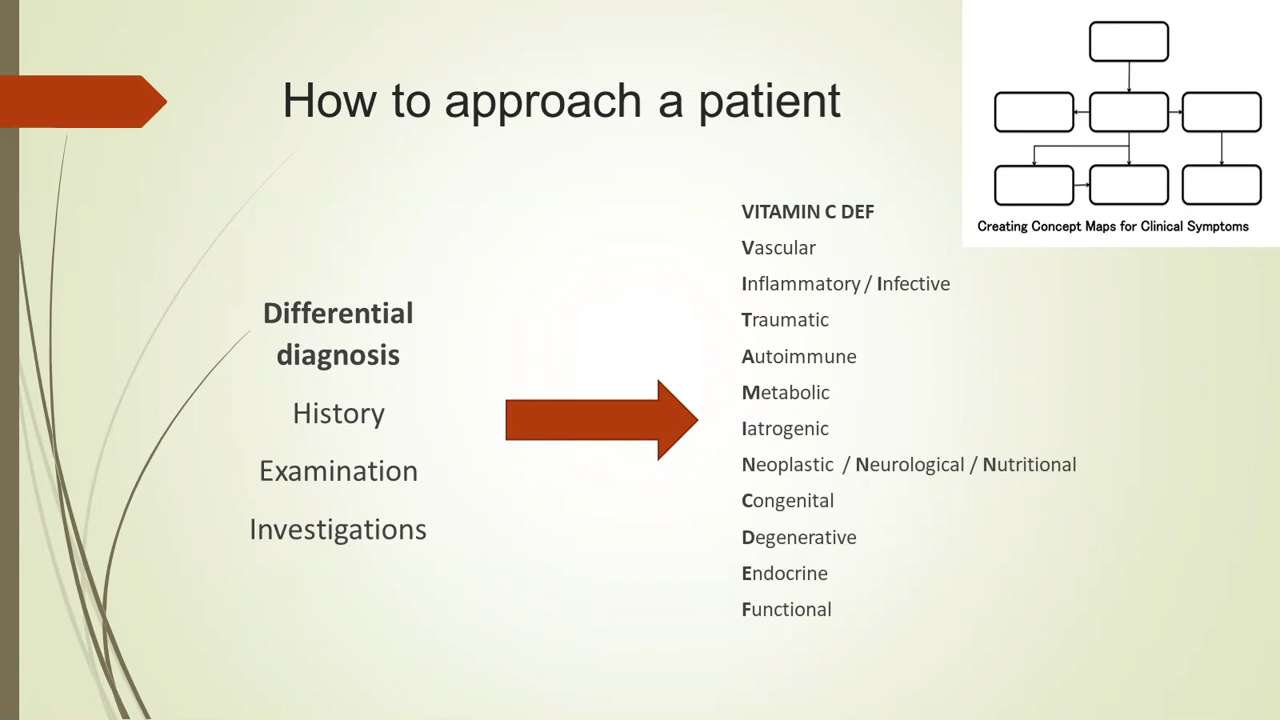 How to approach a patient
Creating Concept Maps for Clinical Symptoms
Differential
diagnosis
History
Examination
Investigations
VITAMIN C DEF
Vascular
Inflammatory / Infective
Traumatic
Autoimmune
Metabolic
Iatrogenic
Neoplastic / Neurological / Nutritional
Congenital
Degenerative
Endocrine
Functional